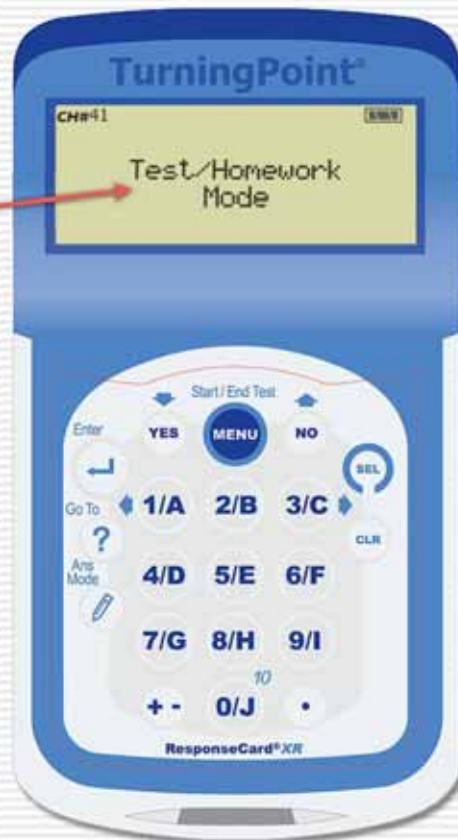 TurningPoint®
CH#41
Test/Homework
Mode
Start / End Test
Enter
YES
MENU
NO
SEL
Go To
1/A
2/B
3/C
?
CLR
Ans
Mode
4/D
5/E
6/F
7/G
8/H
9/I
10
+ -
0/J
.
ResponseCard® XR